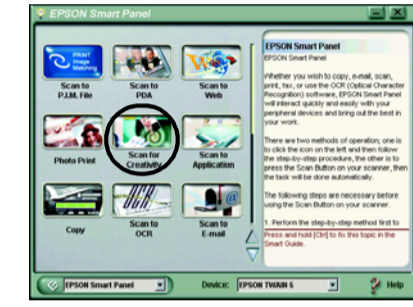 EPSON Smart Panel
PRINT
Image
Matching
Scan to
P.I.M. File
Scan to
PDA
Web
Scan to
Web
Photo Print
Scan for
Creativity
Scan to
Application
Copy
OCR
Scan to
OCR
@
Scan to
E-mail
EPSON Smart Panel
EPSON Smart Panel
Whether you wish to copy, e-mail, scan,
print, fax, or use the OCR (Optical Character
Recognition) software, EPSON Smart Panel
will interact quickly and easily with your
peripheral devices and bring out the best in
your work.
There are two methods of operation; one is
to click the icon on the left and then follow
the step-by-step procedure, the other is to
press the Scan Button on your scanner, then
the task will be done automatically.
The following steps are necessary before
using the Scan Button on your scanner.
1. Perform the step-by-step method first to
Press and hold [Ctrl] to fix this topic in the
Smart Guide.
EPSON Smart Panel
Device:
EPSON TWAIN 5
Help